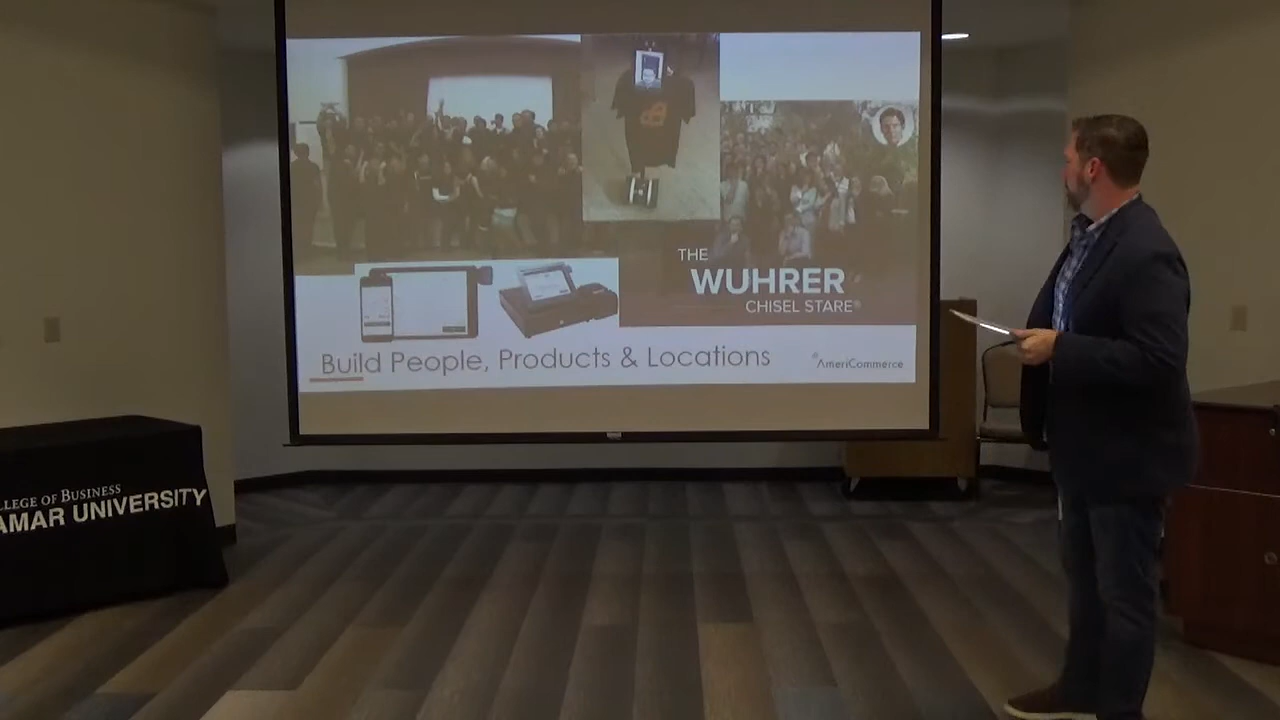 THE
WUHRER
CHISEL STARE®
Build People, Products & Locations
AmeriCommerce
LLEGE OF BUSINESS
AMAR UNIVERSITY